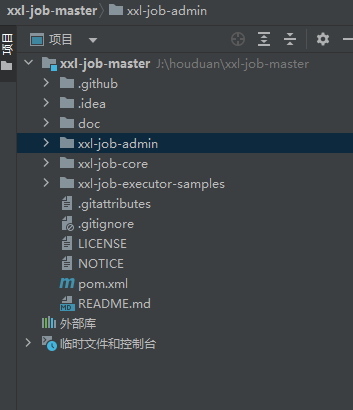 xxl-job-master 〉 xxl-job-admin
项目
项目
xxl-job-master J:\houduan\xxl-job-master
.github
.idea
doc
xxl-job-admin
xxl-job-core
xxl-job-executor-samples
.gitattributes
.gitignore
LICENSE
NOTICE
m pom.xml
MD README.md
外部库
临时文件和控制台